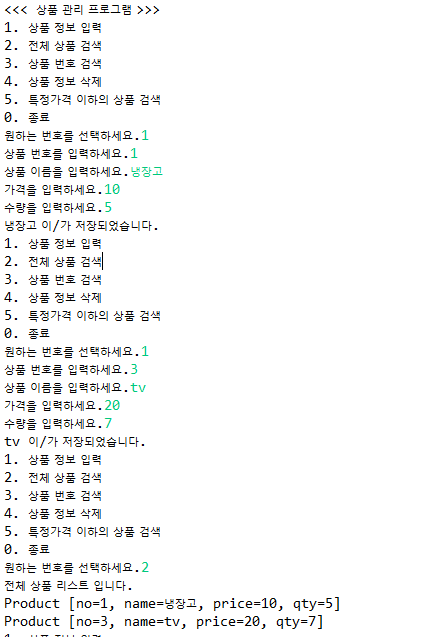 <<< 상품 관리 프로그램 >>>
1. 상품 정보 입력
2. 전체 상품 검색
3. 상품 번호 검색
4. 상품 정보 삭제
5. 특정가격 이하의 상품 검색
0. 종료
원하는 번호를 선택하세요.1
상품 번호를 입력하세요.1
상품 이름을 입력하세요.냉장고
가격을 입력하세요.10
수량을 입력하세요.5
냉장고 이/가 저장되었습니다.
1. 상품 정보 입력
2. 전체 상품 검색
3. 상품 번호 검색
4. 상품 정보 삭제
5. 특정가격 이하의 상품 검색
0. 종료
원하는 번호를 선택하세요.1
상품 번호를 입력하세요.3
상품 이름을 입력하세요.tv
가격을 입력하세요.20
수량을 입력하세요.7
tv 이/가 저장되었습니다.
1. 상품 정보 입력
2. 전체 상품 검색
3. 상품 번호 검색
4. 상품 정보 삭제
5. 특정가격 이하의 상품 검색
0. 종료
원하는 번호를 선택하세요.2
전체 상품 리스트 입니다.
Product [no=1, name=냉장고, price=10, qty=5]
Product [no=3, name=tv, price=20, qty=7]